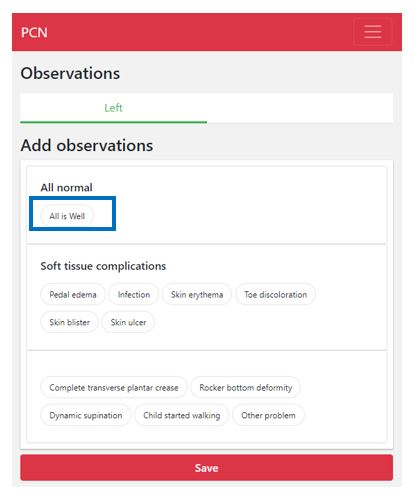 PCN
Observations
Left
Add observations
All normal
All is Well
Soft tissue complications
Pedal edema Infection Skin erythema Toe discoloration
Skin blister Skin ulcer
Complete transverse plantar crease Rocker bottom deformity
Dynamic supination Child started walking Other problem
Save